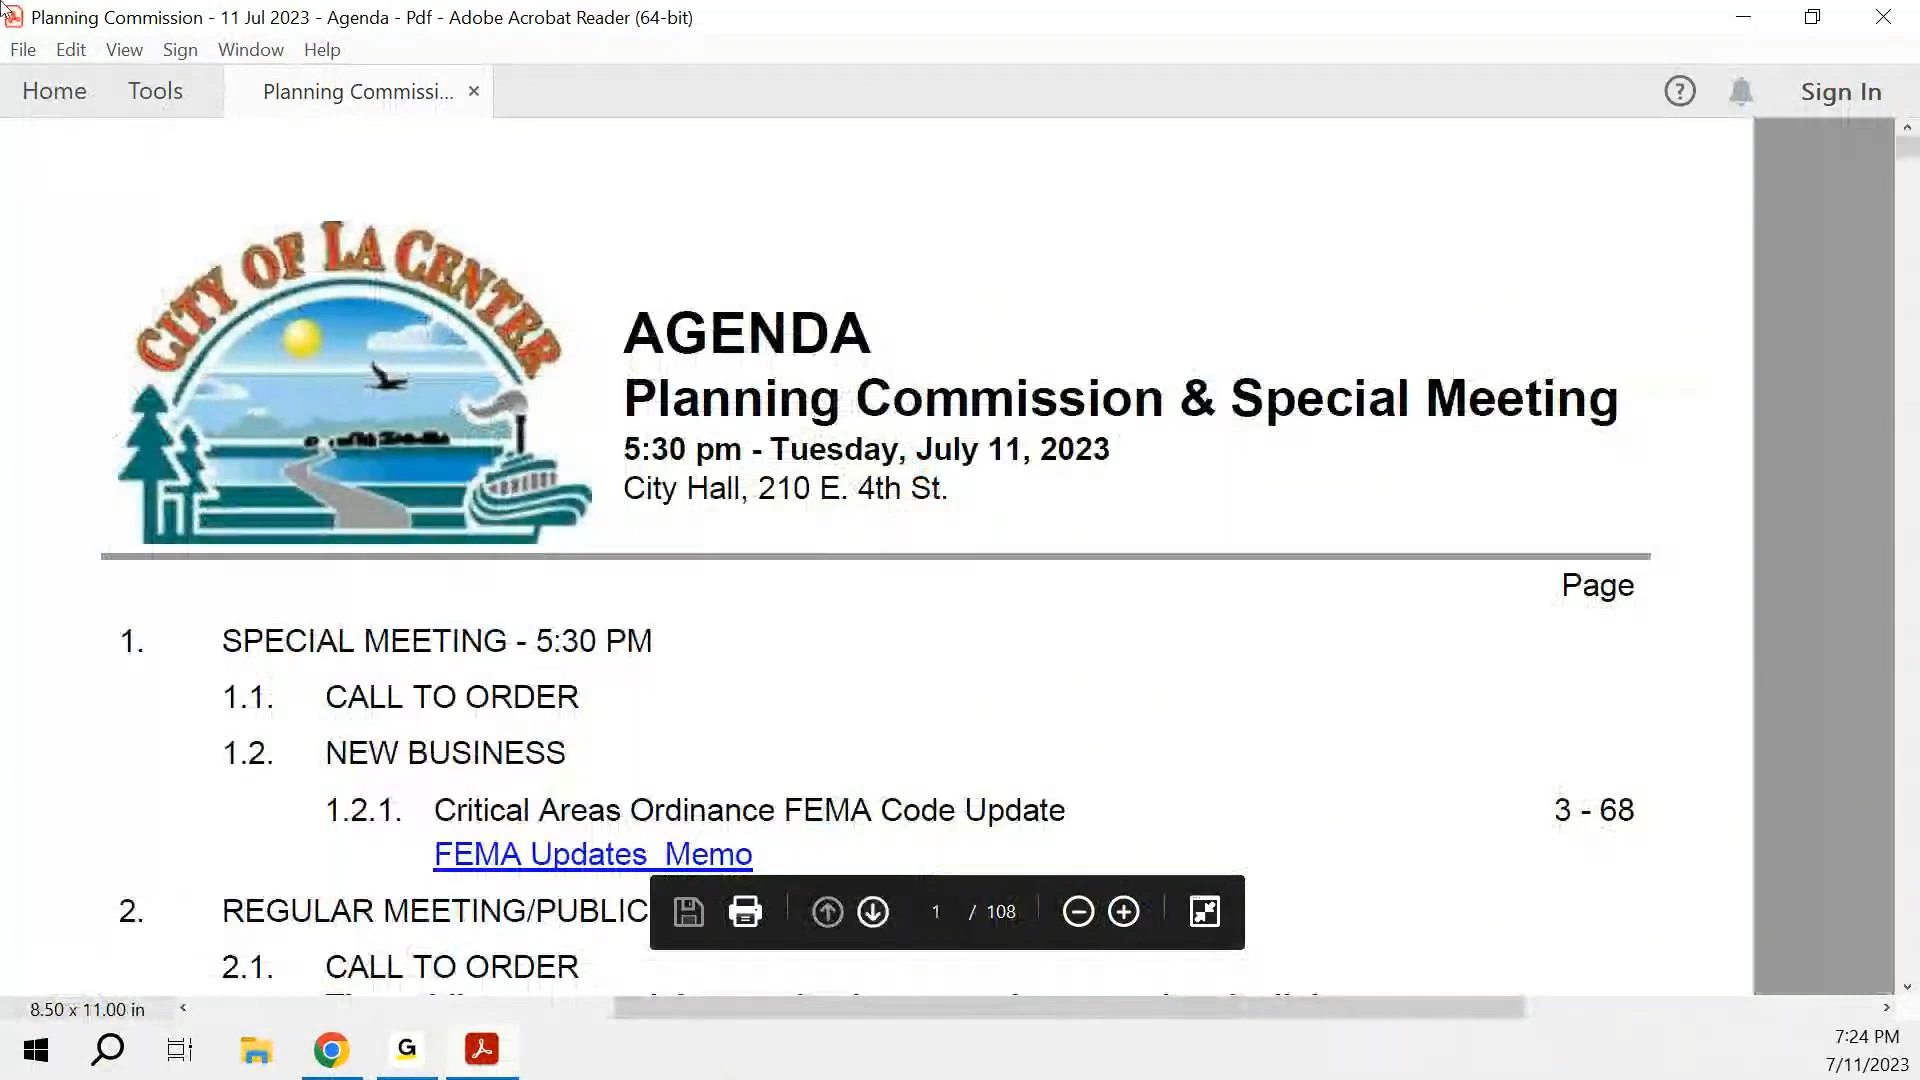 Planning Commission - 11 Jul 2023 - Agenda - Pdf - Adobe Acrobat Reader (64-bit)
File Edit View Sign Window Help
Home Tools Planning Commissi... Sign In
CITY OF LA CENTER
AGENDA
Planning Commission & Special Meeting
5:30 pm - Tuesday, July 11, 2023
City Hall, 210 E. 4th St.
Page
1. SPECIAL MEETING - 5:30 PM
1.1. CALL TO ORDER
1.2. NEW BUSINESS
1.2.1. Critical Areas Ordinance FEMA Code Update 3 - 68
FEMA Updates_Memo
2. REGULAR MEETING/PUBLIC
1 / 108
2.1. CALL TO ORDER
8.50 x 11.00 in
G
7:24 PM
7/11/2023